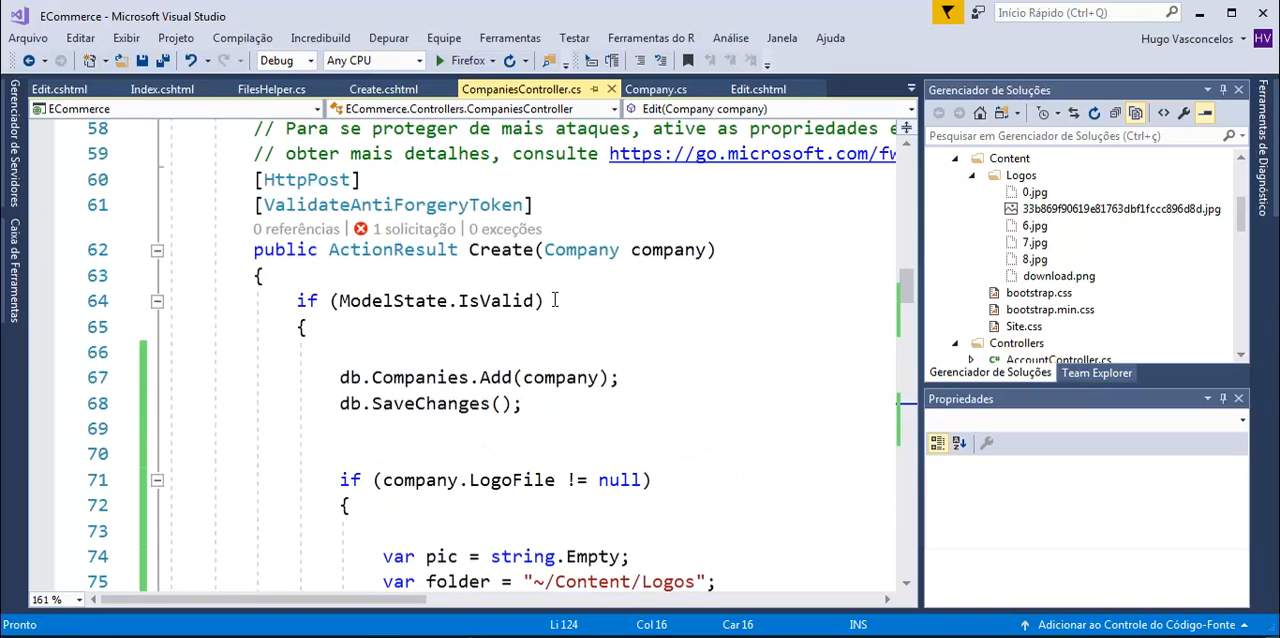 ECommerce - Microsoft Visual Studio
Início Rápido (Ctrl+Q)
Arquivo Editar Exibir Projeto Compilação Incredibuild Depurar Equipe Ferramentas Testar Ferramentas do R Análise Janela Ajuda
Hugo Vasconcelos HV
Debug Any CPU Firefox
Edit.cshtml Index.cshtml FilesHelper.cs Create.cshtml CompaniesController.cs Company.cs Edit.cshtml
ECommerce ECommerce.Controllers.CompaniesController Edit(Company company)
58 // Para se proteger de mais ataques, ative as propriedades e
59 // obter mais detalhes, consulte https://go.microsoft.com/fw
60 [HttpPost]
61 [ValidateAntiForgeryToken]
0 referências | 1 solicitação | 0 exceções
62 public ActionResult Create(Company company)
63 {
64 if (ModelState.IsValid)
65 {
66
67 db.Companies.Add(company);
68 db.SaveChanges();
69
70
71 if (company.LogoFile != null)
72 {
73
74 var pic = string.Empty;
75 var folder = "~/Content/Logos";
161 %
Gerenciador de Servidores
Caixa de Ferramentas
Gerenciador de Soluções
Pesquisar em Gerenciador de Soluções (Ctrl+ç)
Content
Logos
0.jpg
33b869f90619e81763dbf1fccc896d8d.jpg
6.jpg
7.jpg
8.jpg
download.png
bootstrap.css
bootstrap.min.css
Site.css
Controllers
AccountController.cs
Gerenciador de Soluções Team Explorer
Propriedades
Ferramentas de Diagnóstico
Pronto Li 124 Col 16 Car 16 INS Adicionar ao Controle do Código-Fonte